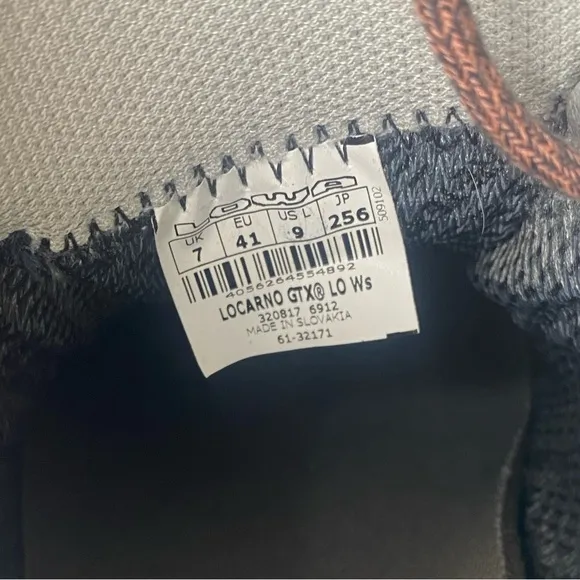 LOWA
UK EU US L JP
7 41 9 256
509102
4056264554892
LOCARNO GTX® LO Ws
320817 6912
MADE IN SLOVAKIA
61-32171